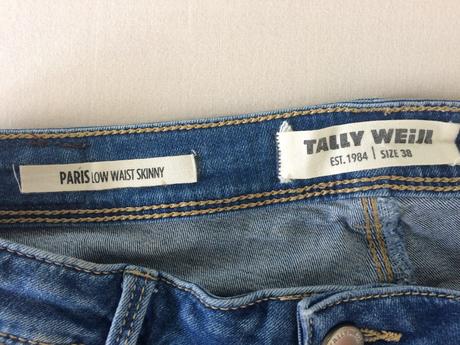 PARIS LOW WAIST SKINNY
TALLY WEiJL
EST. 1984 | SIZE 38